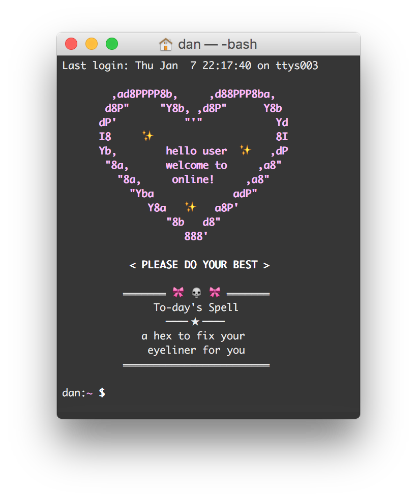 dan — -bash
Last login: Thu Jan  7 22:17:40 on ttys003
,ad8PPPP8b,     ,d88PPP8ba,
d8P"     "Y8b, ,d8P"      Y8b
dP'           "'"            Yd
I8                           8I
Yb,        hello user       ,dP
"8a,      welcome to     ,a8"
"8a,     online!     ,a8"
"Yba             adP"
Y8a         a8P'
"8b   d8"
888'
< PLEASE DO YOUR BEST >
To-day's Spell
a hex to fix your
eyeliner for you
dan:~ $